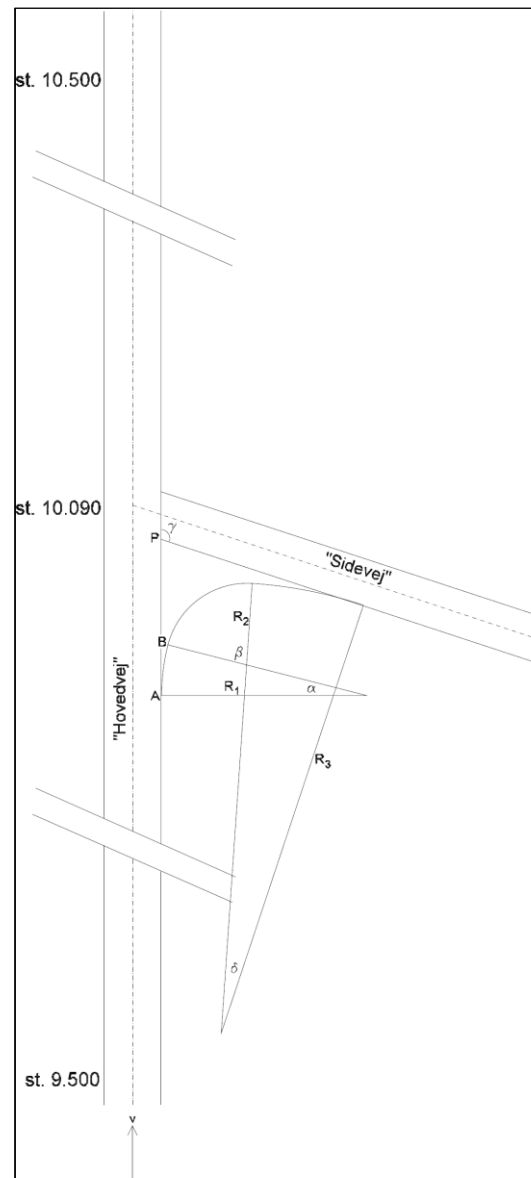 st. 10.500
st. 10.090
γ
P
"Sidevej"
R2
B
β
A
R1
α
"Hovedvej"
R3
δ
st. 9.500
v